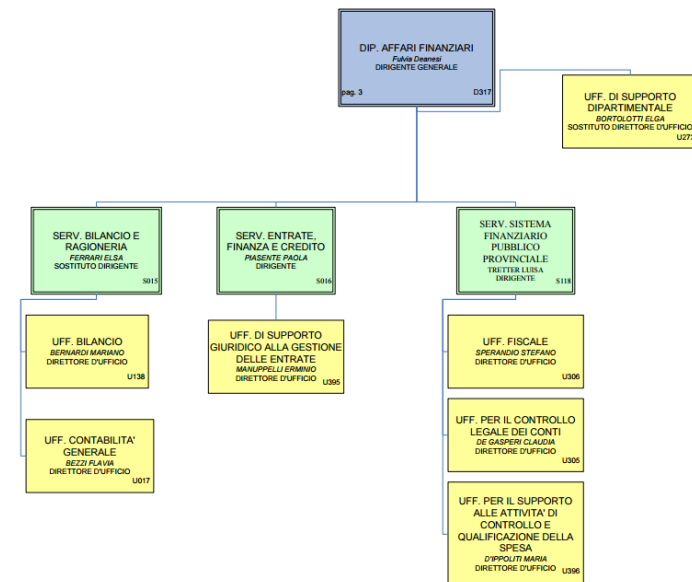 DIP. AFFARI FINANZIARI
Fulvia Deanesi
DIRIGENTE GENERALE
pag. 3
D317
UFF. DI SUPPORTO
DIPARTIMENTALE
BORTOLOTTI ELGA
SOSTITUTO DIRETTORE D'UFFICIO
SERV. BILANCIO E
RAGIONERIA
FERRARI ELSA
SOSTITUTO DIRIGENTE
S015
SERV. ENTRATE,
FINANZA E CREDITO
PIASENTE PAOLA
DIRIGENTE
S016
SERV. SISTEMA
FINANZIARIO
PUBBLICO
PROVINCIALE
TRETTER LUISA
DIRIGENTE
S118
UFF. BILANCIO
BERNARDI MARIANO
DIRETTORE D'UFFICIO
U138
UFF. DI SUPPORTO
GIURIDICO ALLA GESTIONE
DELLE ENTRATE
MANUPPELLI ERMINIO
DIRETTORE D'UFFICIO
U395
UFF. FISCALE
SPERANDIO STEFANO
DIRETTORE D'UFFICIO
U306
UFF. CONTABILITA'
GENERALE
BEZZI FLAVIA
DIRETTORE D'UFFICIO
U017
UFF. PER IL CONTROLLO
LEGALE DEI CONTI
DE GASPERI CLAUDIA
DIRETTORE D'UFFICIO
U305
UFF. PER IL SUPPORTO
ALLE ATTIVITA' DI
CONTROLLO E
QUALIFICAZIONE DELLA
SPESA
D'IPPOLITI MARIA
DIRETTORE D'UFFICIO
U396